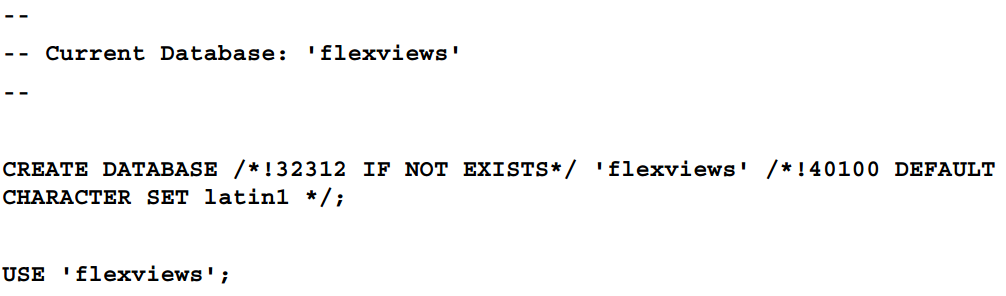 --
-- Current Database: 'flexviews'
--
CREATE DATABASE /*!32312 IF NOT EXISTS*/ 'flexviews' /*!40100 DEFAULT
CHARACTER SET latin1 */;
USE 'flexviews';